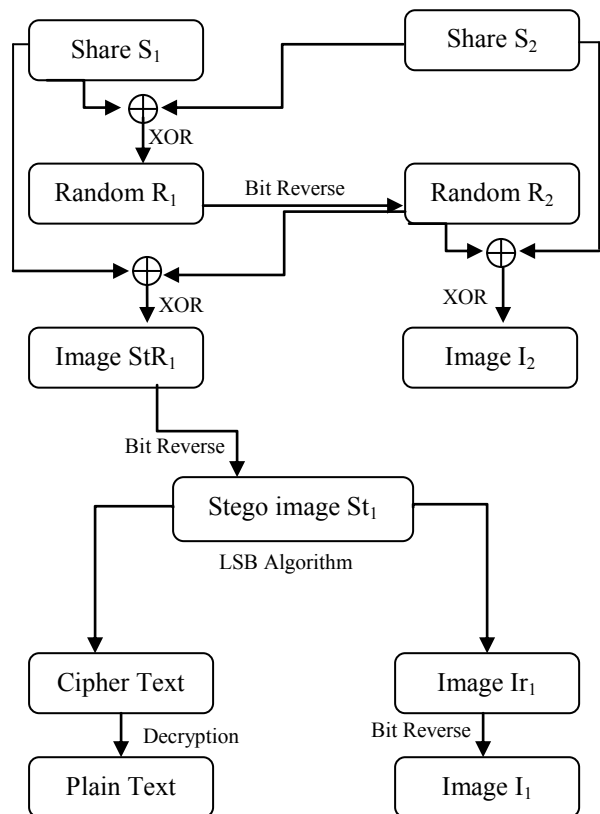 Share S₁
Share S₂
XOR
Random R₁
Bit Reverse
Random R₂
XOR
XOR
Image StR₁
Image I₂
Bit Reverse
Stego image St₁
LSB Algorithm
Cipher Text
Image Ir₁
Decryption
Bit Reverse
Plain Text
Image I₁